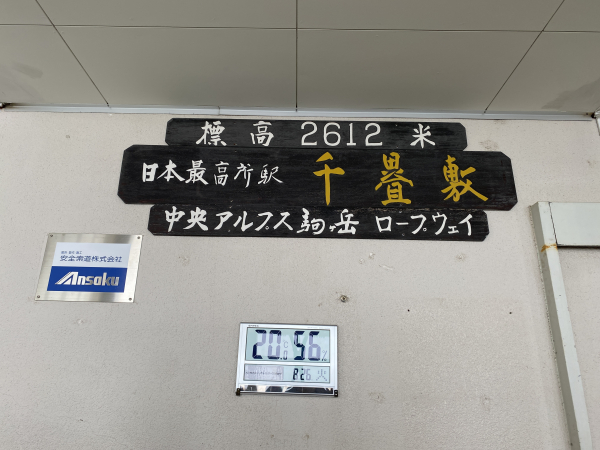 標高 2612 米
日本最高所駅 千畳敷
中央アルプス駒ヶ岳 ロープウェイ
安全索道株式会社
Ansaku
20.0℃ 56%
8 26 火